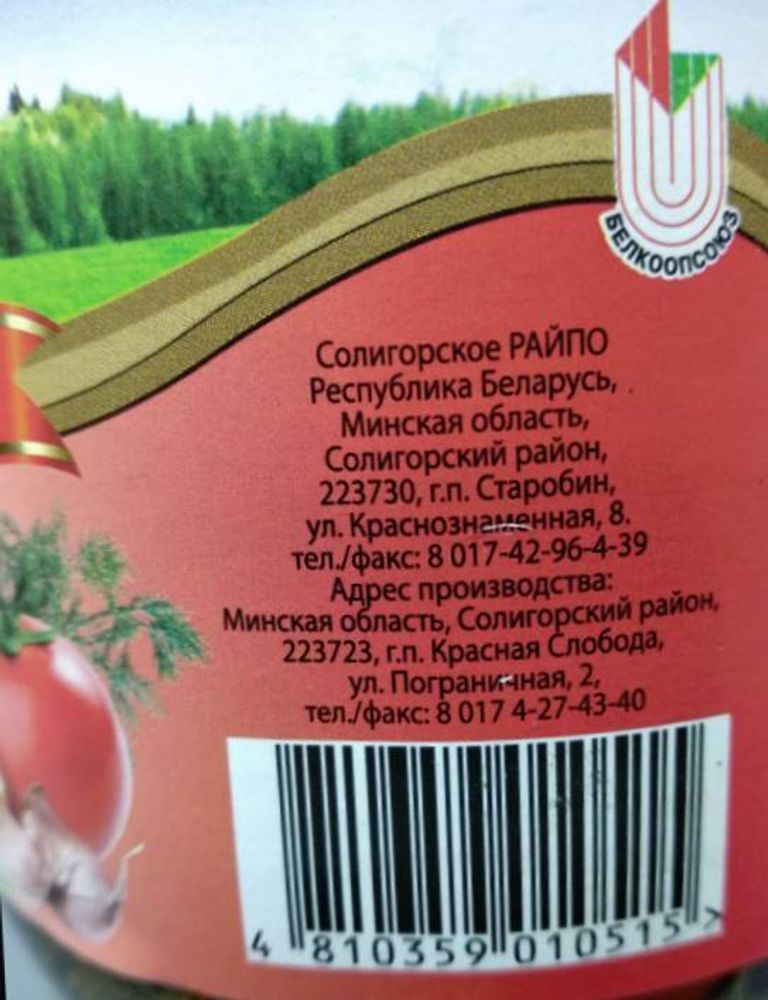 БЕЛКООПСОЮЗ
Солигорское РАЙПО
Республика Беларусь,
Минская область,
Солигорский район,
223730, г.п. Старобин,
ул. Краснознаменная, 8.
тел./факс: 8 017-42-96-4-39
Адрес производства:
Минская область, Солигорский район,
223723, г.п. Красная Слобода,
ул. Пограничная, 2,
тел./факс: 8 017 4-27-43-40
4 810359 010515 >